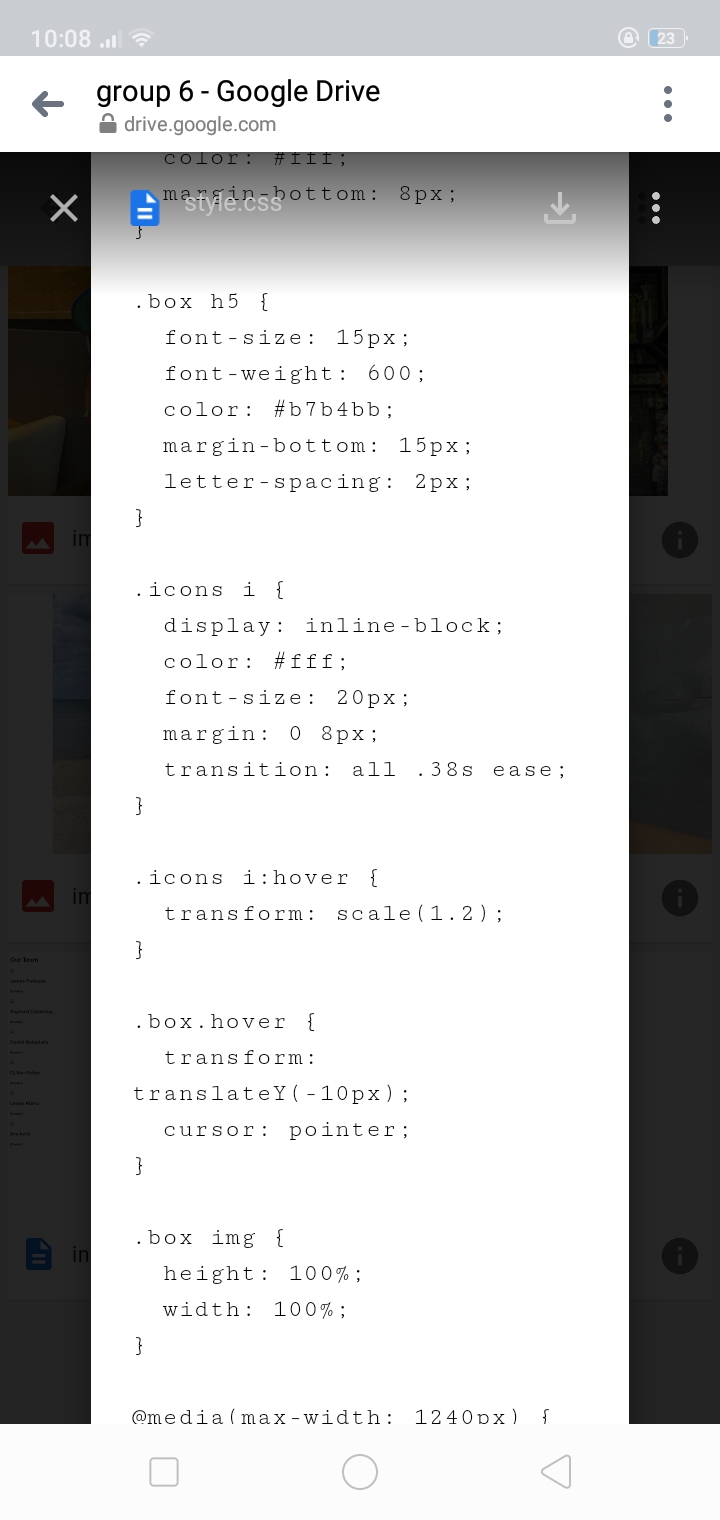 10:08
23
group 6 - Google Drive
drive.google.com
color: #fff;
style.css
margin-bottom: 8px;
}
.box h5 {
font-size: 15px;
font-weight: 600;
color: #b7b4bb;
margin-bottom: 15px;
letter-spacing: 2px;
}
im
.icons i {
display: inline-block;
color: #fff;
font-size: 20px;
margin: 0 8px;
transition: all .38s ease;
}
.icons i:hover {
im
transform: scale(1.2);
}
Our Team
.box.hover {
transform:
translateY(-10px);
cursor: pointer;
}
.box img {
in
height: 100%;
width: 100%;
}
@media(max-width: 1240px) {